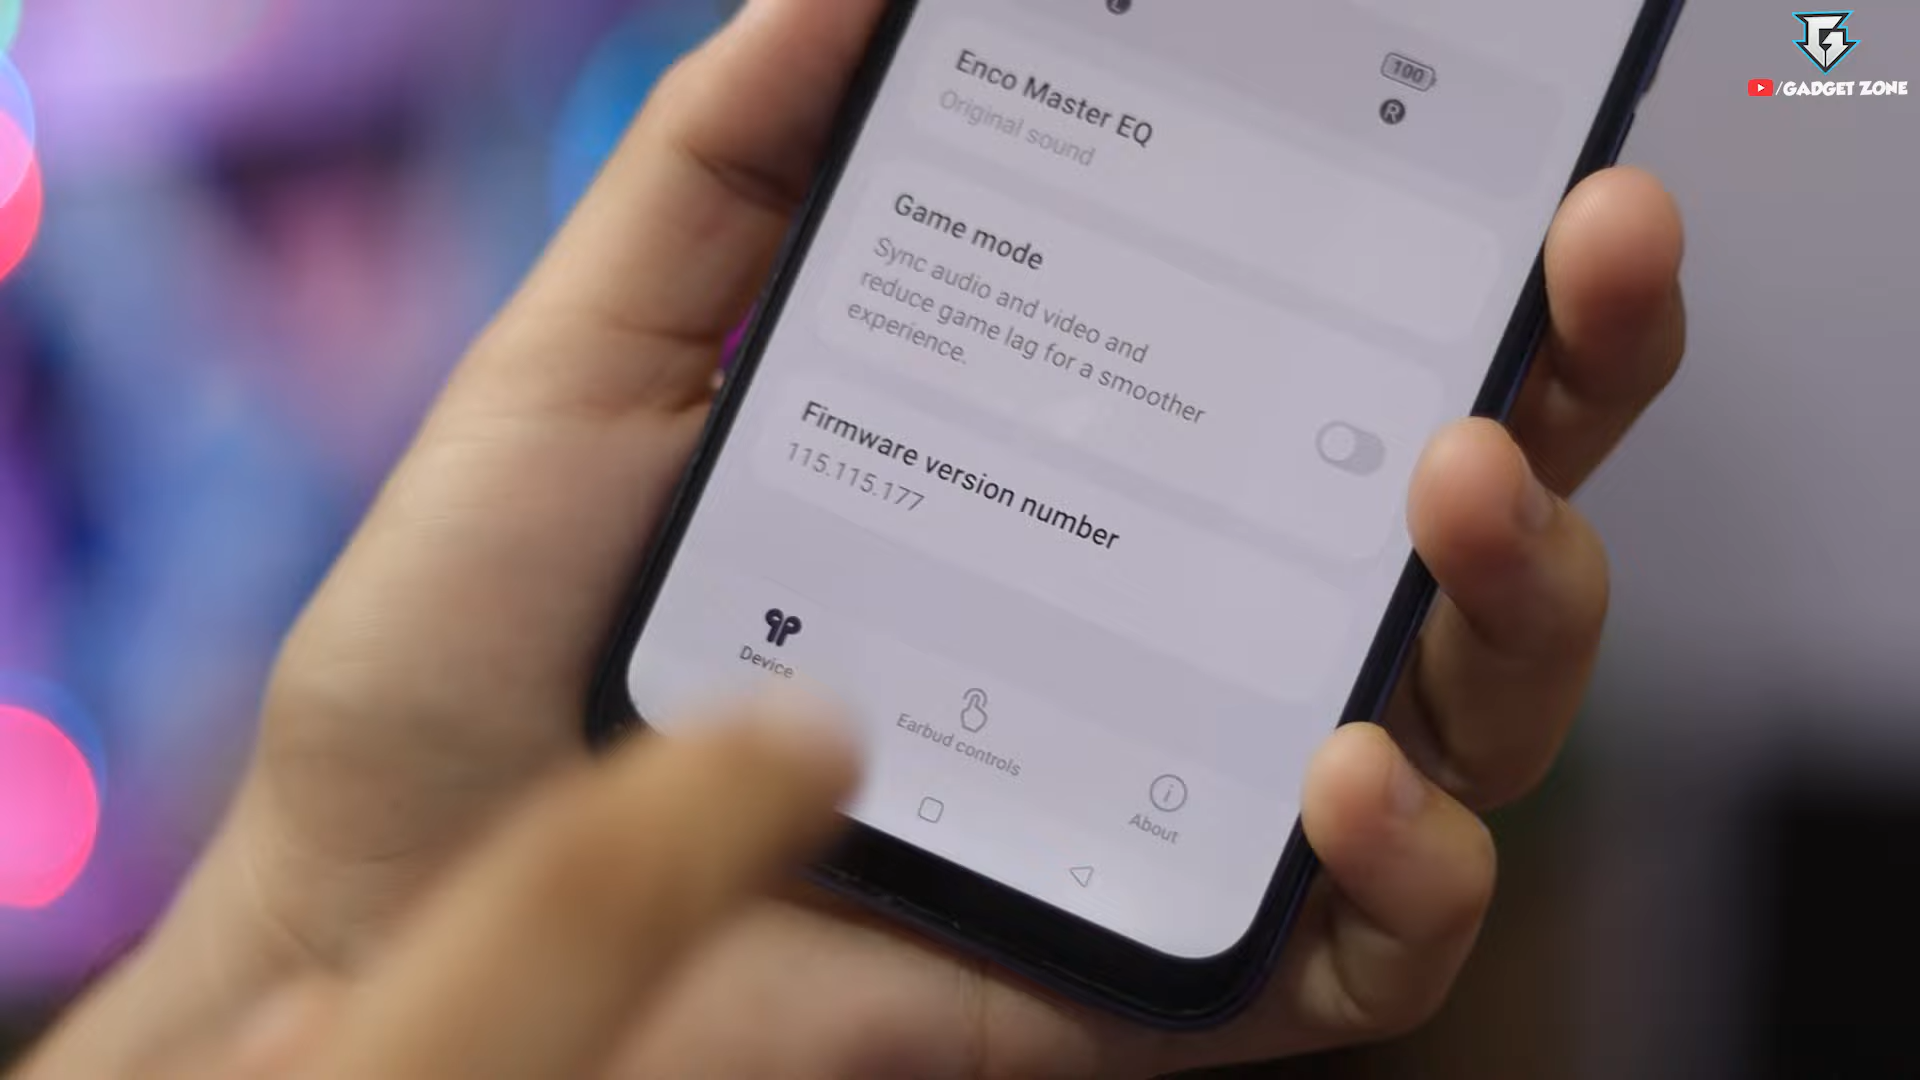 L
100
R
/GADGET ZONE
Enco Master EQ
Original sound
Game mode
Sync audio and video and
reduce game lag for a smoother
experience.
Firmware version number
115.115.177
Device
Earbud controls
About